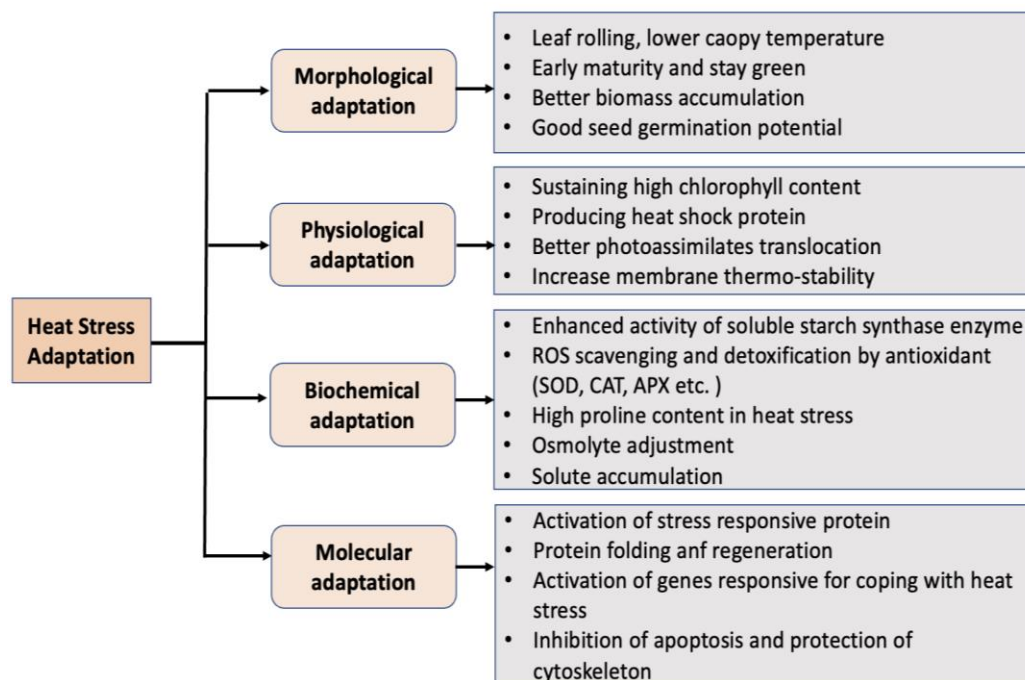 Heat Stress
Adaptation
Morphological
adaptation
• Leaf rolling, lower caopy temperature
• Early maturity and stay green
• Better biomass accumulation
• Good seed germination potential
Physiological
adaptation
• Sustaining high chlorophyll content
• Producing heat shock protein
• Better photoassimilates translocation
• Increase membrane thermo-stability
Biochemical
adaptation
• Enhanced activity of soluble starch synthase enzyme
• ROS scavenging and detoxification by antioxidant
(SOD, CAT, APX etc. )
• High proline content in heat stress
• Osmolyte adjustment
• Solute accumulation
Molecular
adaptation
• Activation of stress responsive protein
• Protein folding anf regeneration
• Activation of genes responsive for coping with heat
stress
• Inhibition of apoptosis and protection of
cytoskeleton